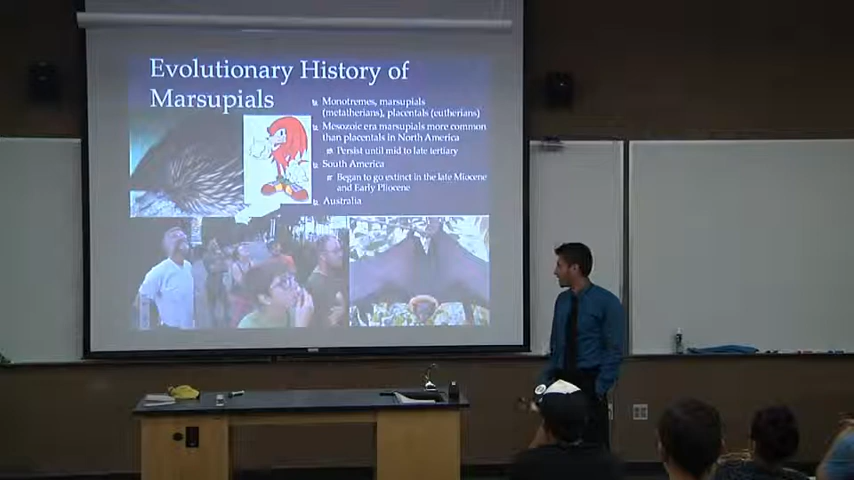 Evolutionary History of
Marsupials
Monotremes, marsupials
(metatherians), placentals (eutherians)
Mesozoic era marsupials more common
than placentals in North America
Persist until mid to late tertiary
South America
Began to go extinct in the late Miocene
and Early Pliocene
Australia